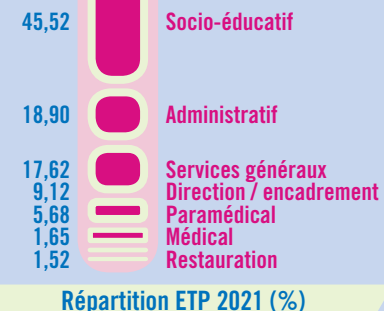 45,52 Socio-éducatif
18,90 Administratif
17,62 Services généraux
9,12 Direction / encadrement
5,68 Paramédical
1,65 Médical
1,52 Restauration
Répartition ETP 2021 (%)